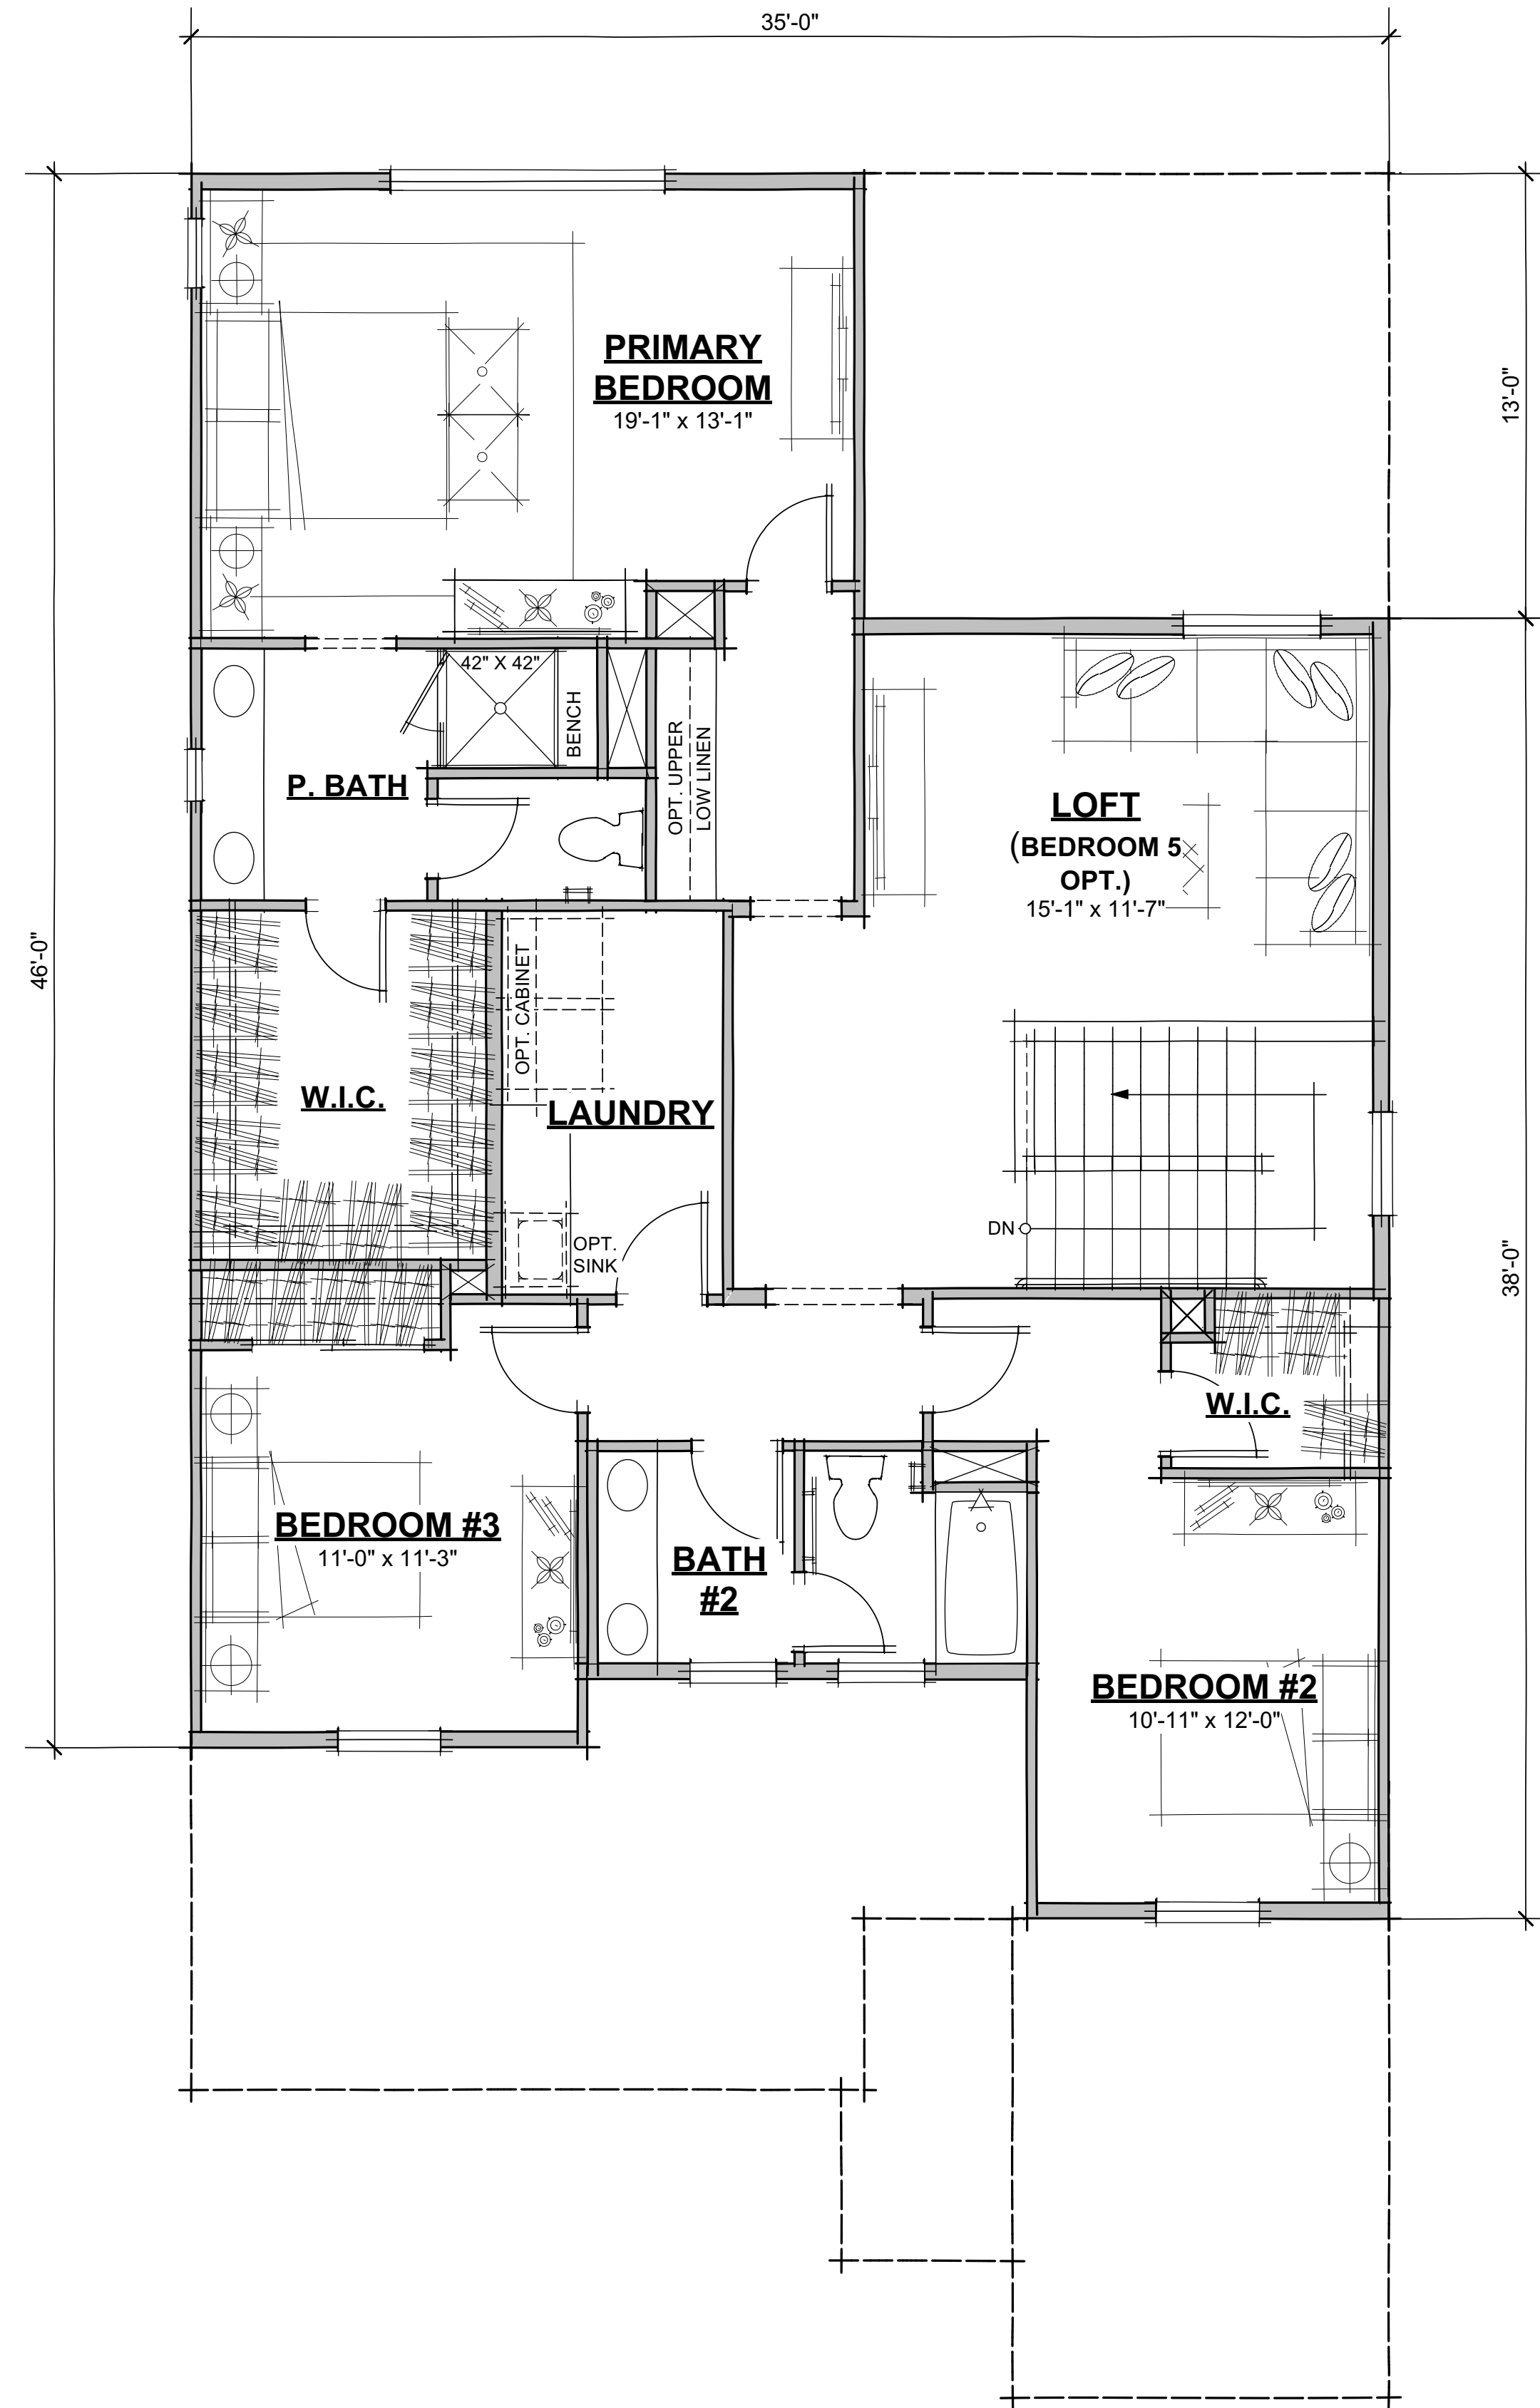 35'-0"
13'-0"
46'-0"
38'-0"
PRIMARY
BEDROOM
19'-1" x 13'-1"
42" X 42"
BENCH
P. BATH
OPT. UPPER
LOW LINEN
LOFT
(BEDROOM 5
OPT.)
15'-1" x 11'-7"
OPT. CABINET
W.I.C.
LAUNDRY
OPT.
SINK
DN
W.I.C.
BEDROOM #3
11'-0" x 11'-3"
BATH
#2
BEDROOM #2
10'-11" x 12'-0"